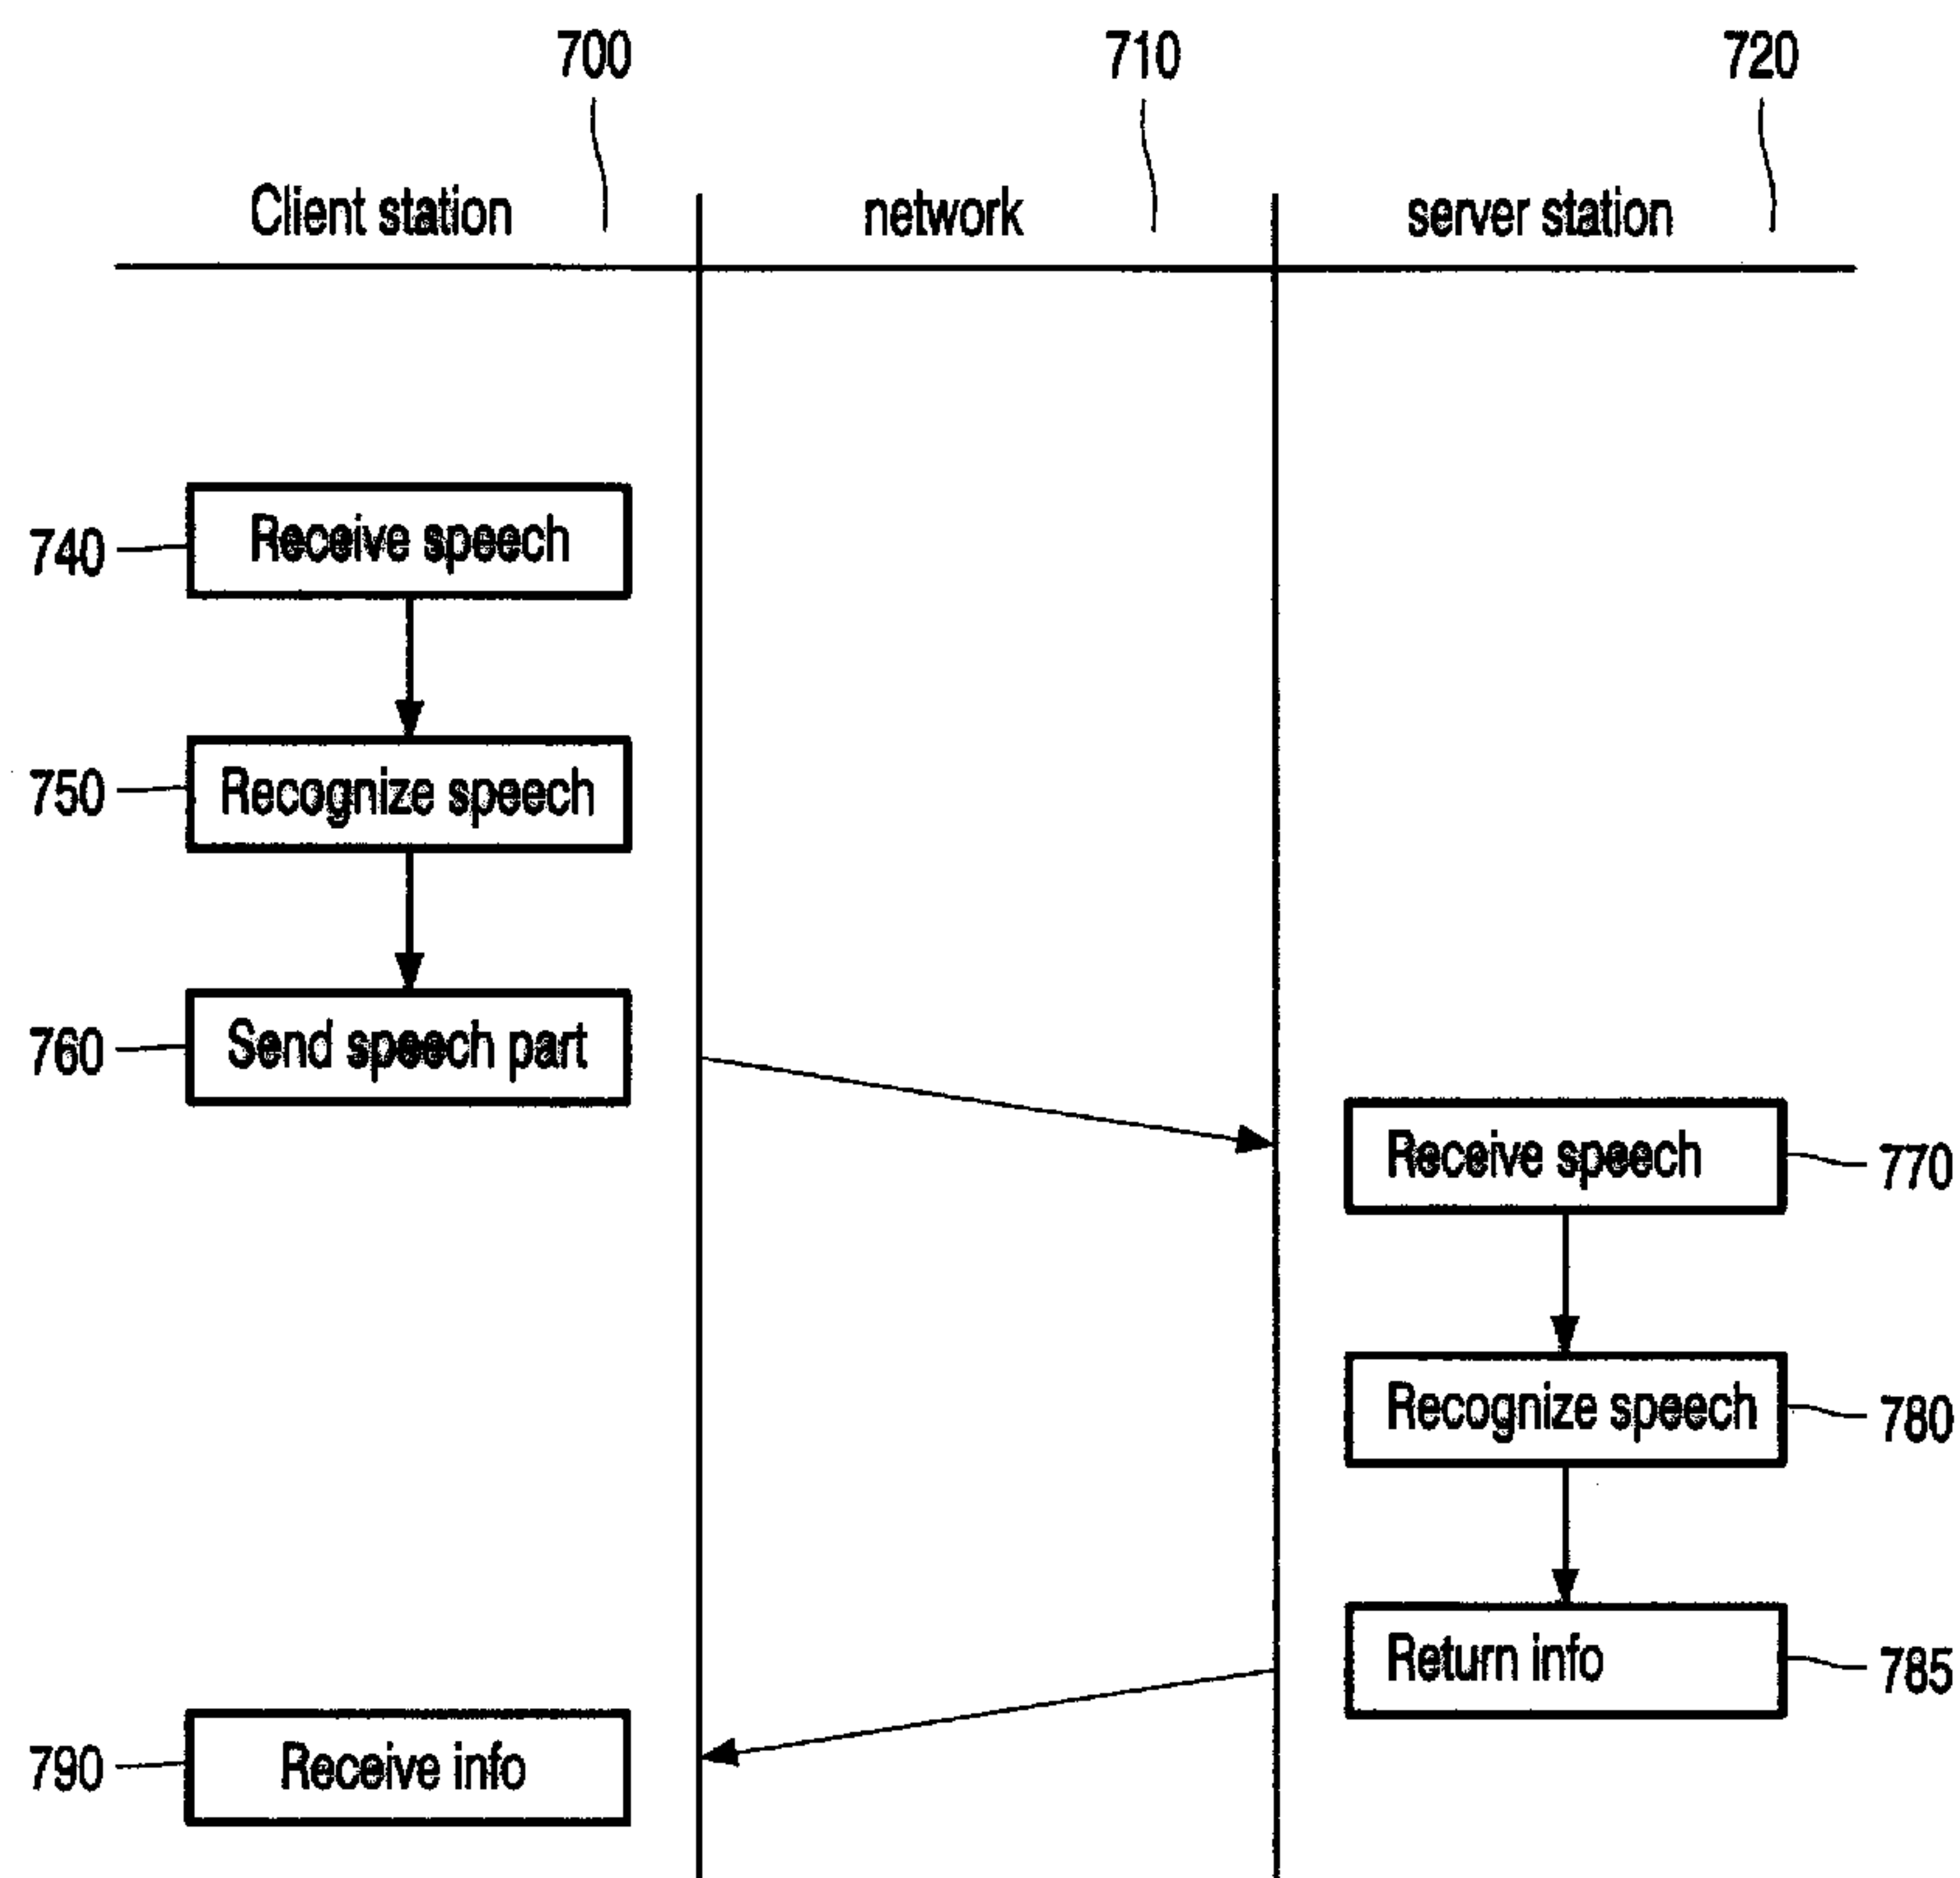 700 710 720
Client station network server station
740 Receive speech
750 Recognize speech
760 Send speech part
Receive speech 770
Recognize speech 780
Return info 785
790 Receive info